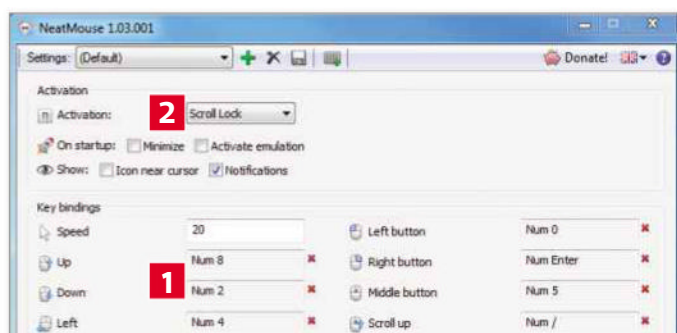 NeatMouse 1.03.001
Settings: (Default) Donate!
Activation
Activation: 2 Scroll Lock
On startup: Minimize Activate emulation
Show: Icon near cursor Notifications
Key bindings
Speed 20 Left button Num 0
Up Num 8 Right button Num Enter
Down 1 Num 2 Middle button Num 5
Left Num 4 Scroll up Num /